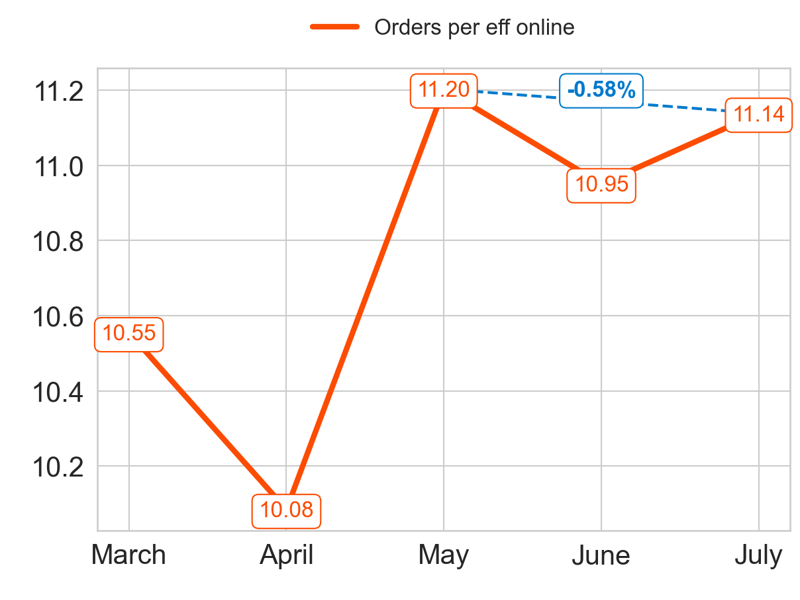 Orders per eff online
11.2
11.0
10.8
10.6
10.4
10.2
11.20
-0.58%
11.14
10.95
10.55
10.08
March
April
May
June
July